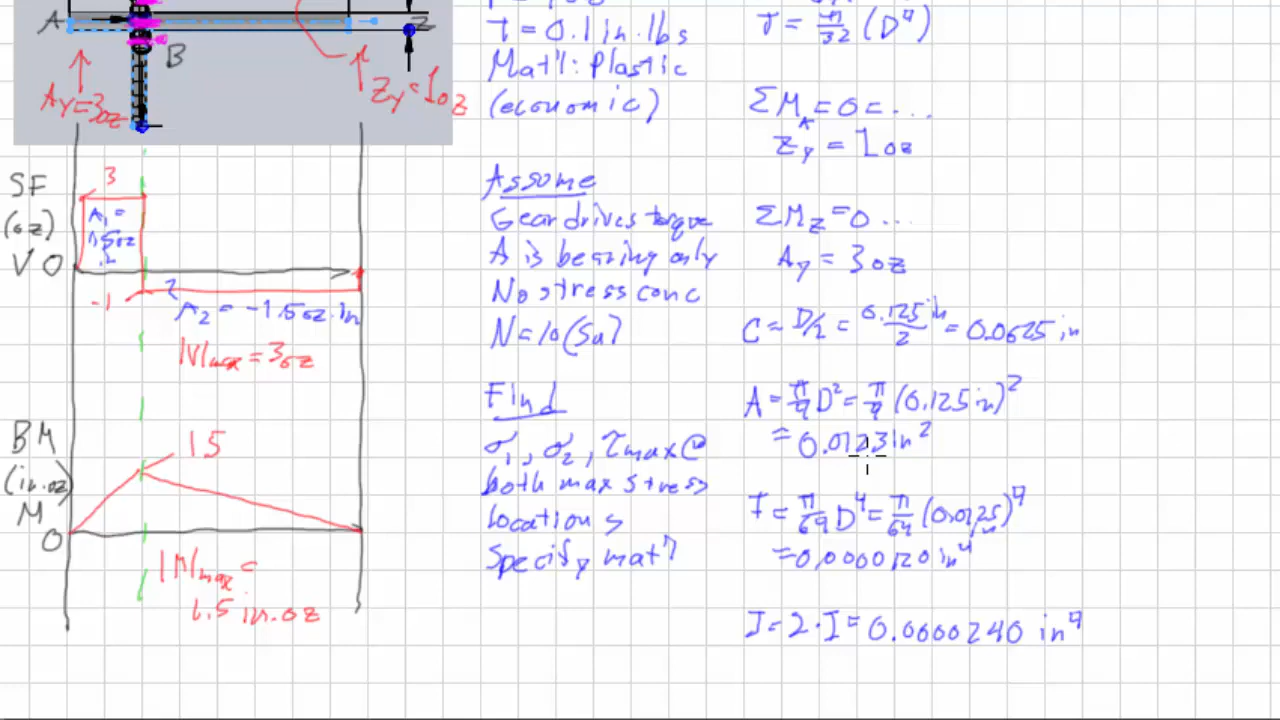 A
B
Z
Ay = 3oz
Zy = 1oz
SF
(oz)
V 0
3
A₁ =
1.5oz
.in
-1
A₂ = -1.5oz.in
|V|max = 3oz
BM
(in.oz)
M
0
1.5
|M|max =
1.5 in.oz
T = 0.1 in.lbs
Mat'l: Plastic
(economic)
Assume
Gear drives torque
A is bearing only
No stress conc
N=10(Su)
Find
σ₁, σ₂, τmax@
both max stress
locations
Specify mat'l
J = π/32 (D⁴)
ΣM_A = 0 = ...
Zy = 1 oz
ΣMz = 0 ...
Ay = 3oz
C = D/2 = 0.125 in/2 = 0.0625 in
A = π/4 D² = π/4 (0.125 in)²
= 0.0123 in²
I = π/64 D⁴ = π/64 (0.0125)⁴
= 0.0000120 in⁴
J = 2·I = 0.0000240 in⁴